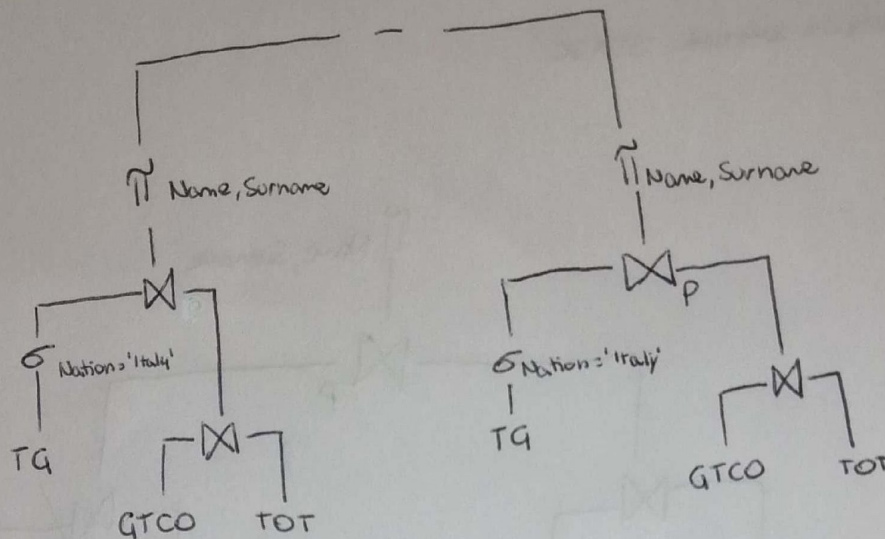 π Name, Surname
π Name, Surname
⋈
⋈ P
σ Nation='Italy'
σ Nation='Italy'
TG
TG
⋈
⋈
GTCO TOT
GTCO TOT